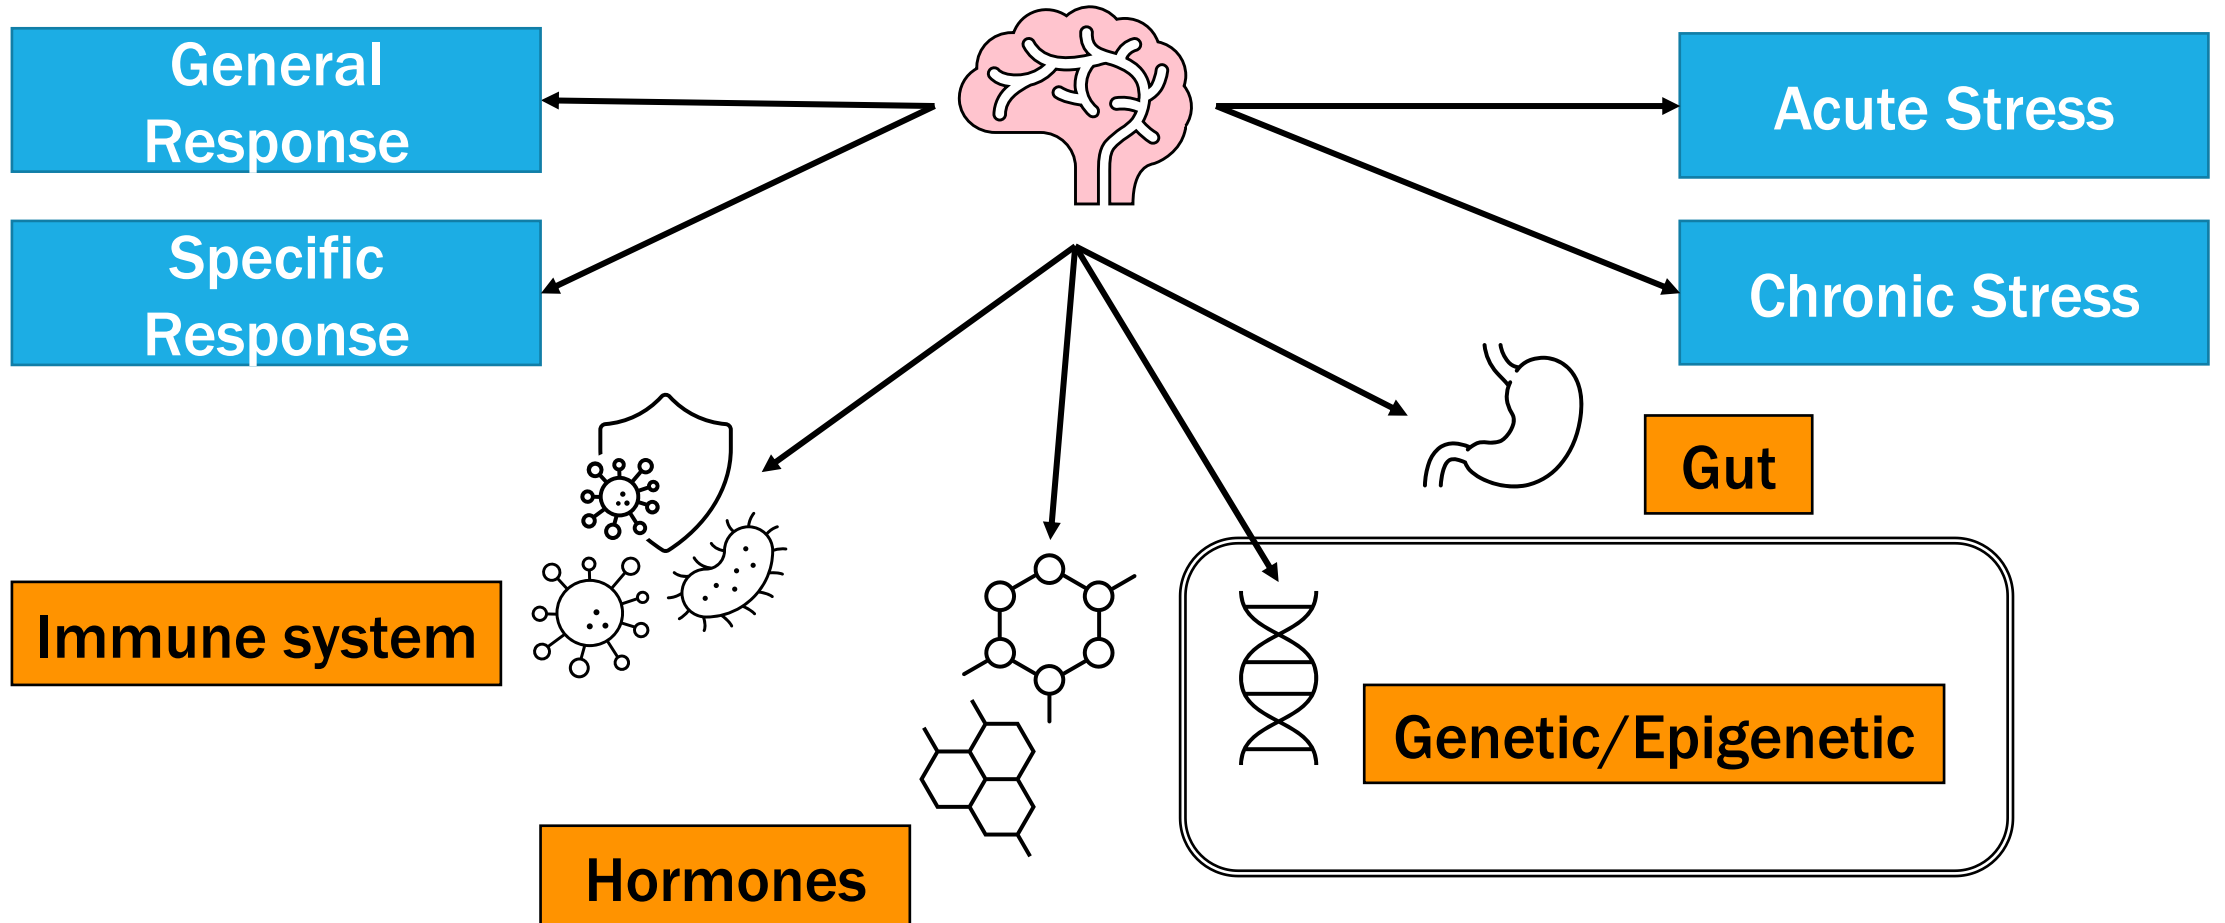 General
Response
Acute Stress
Specific
Response
Chronic Stress
Gut
Immune system
Genetic/Epigenetic
Hormones